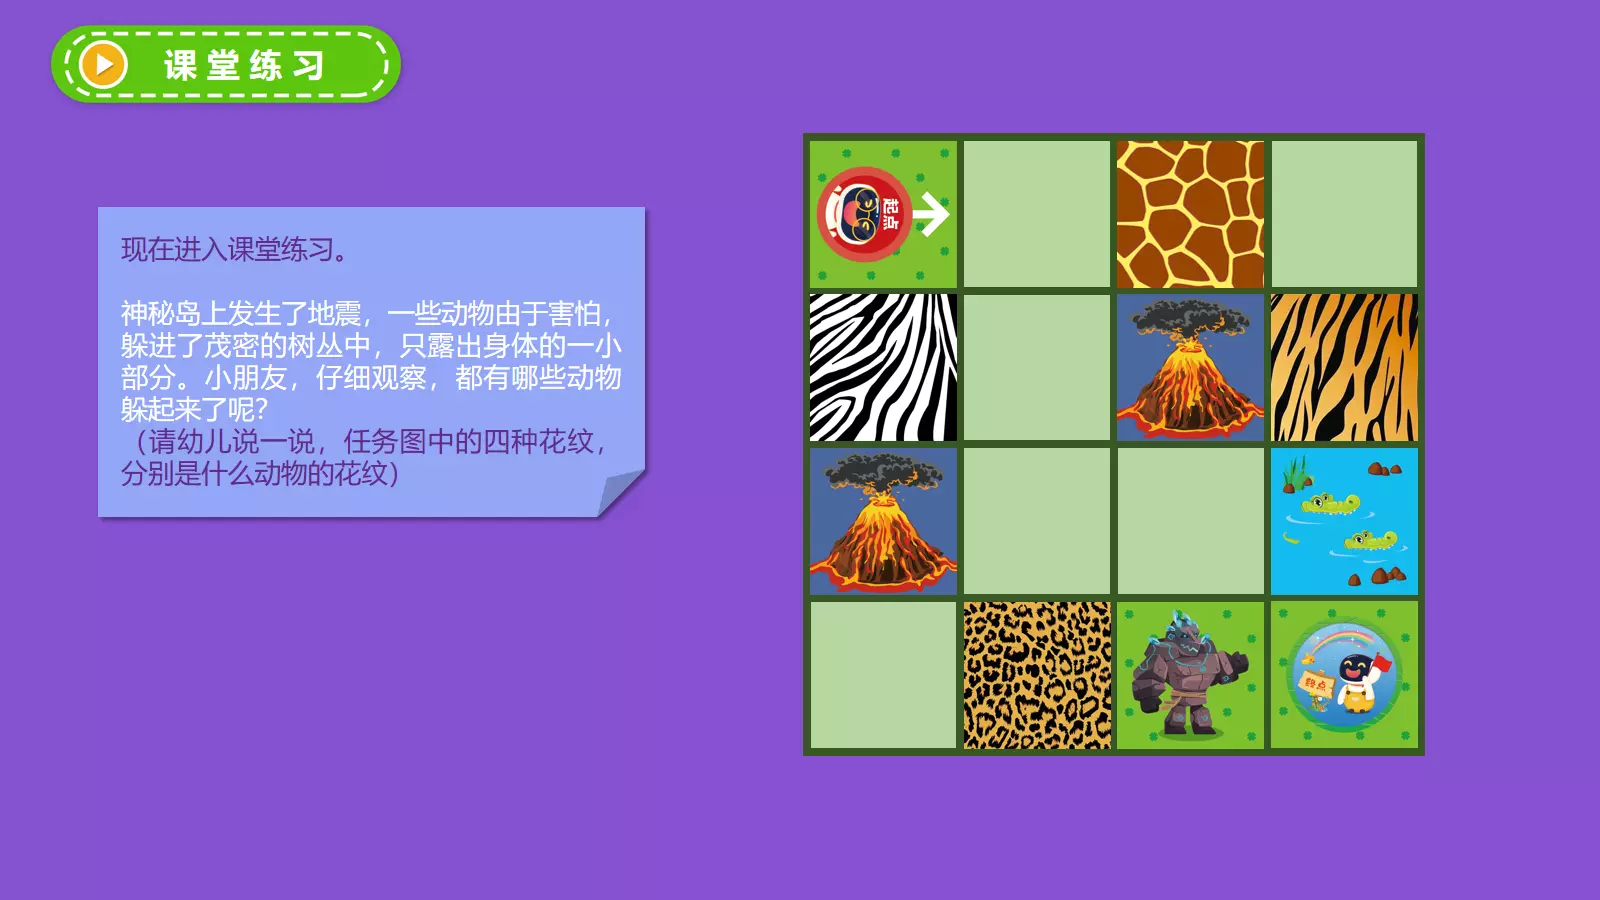 课堂练习
现在进入课堂练习。
神秘岛上发生了地震，一些动物由于害怕，
躲进了茂密的树丛中，只露出身体的一小
部分。小朋友，仔细观察，都有哪些动物
躲起来了呢？
（请幼儿说一说，任务图中的四种花纹，
分别是什么动物的花纹）
起点
终点